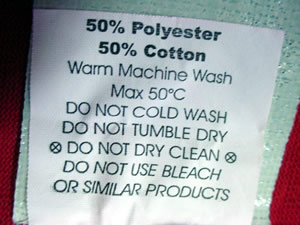 50% Polyester
50% Cotton
Warm Machine Wash
Max 50°C
DO NOT COLD WASH
DO NOT TUMBLE DRY
⊗ DO NOT DRY CLEAN ⊗
DO NOT USE BLEACH
OR SIMILAR PRODUCTS